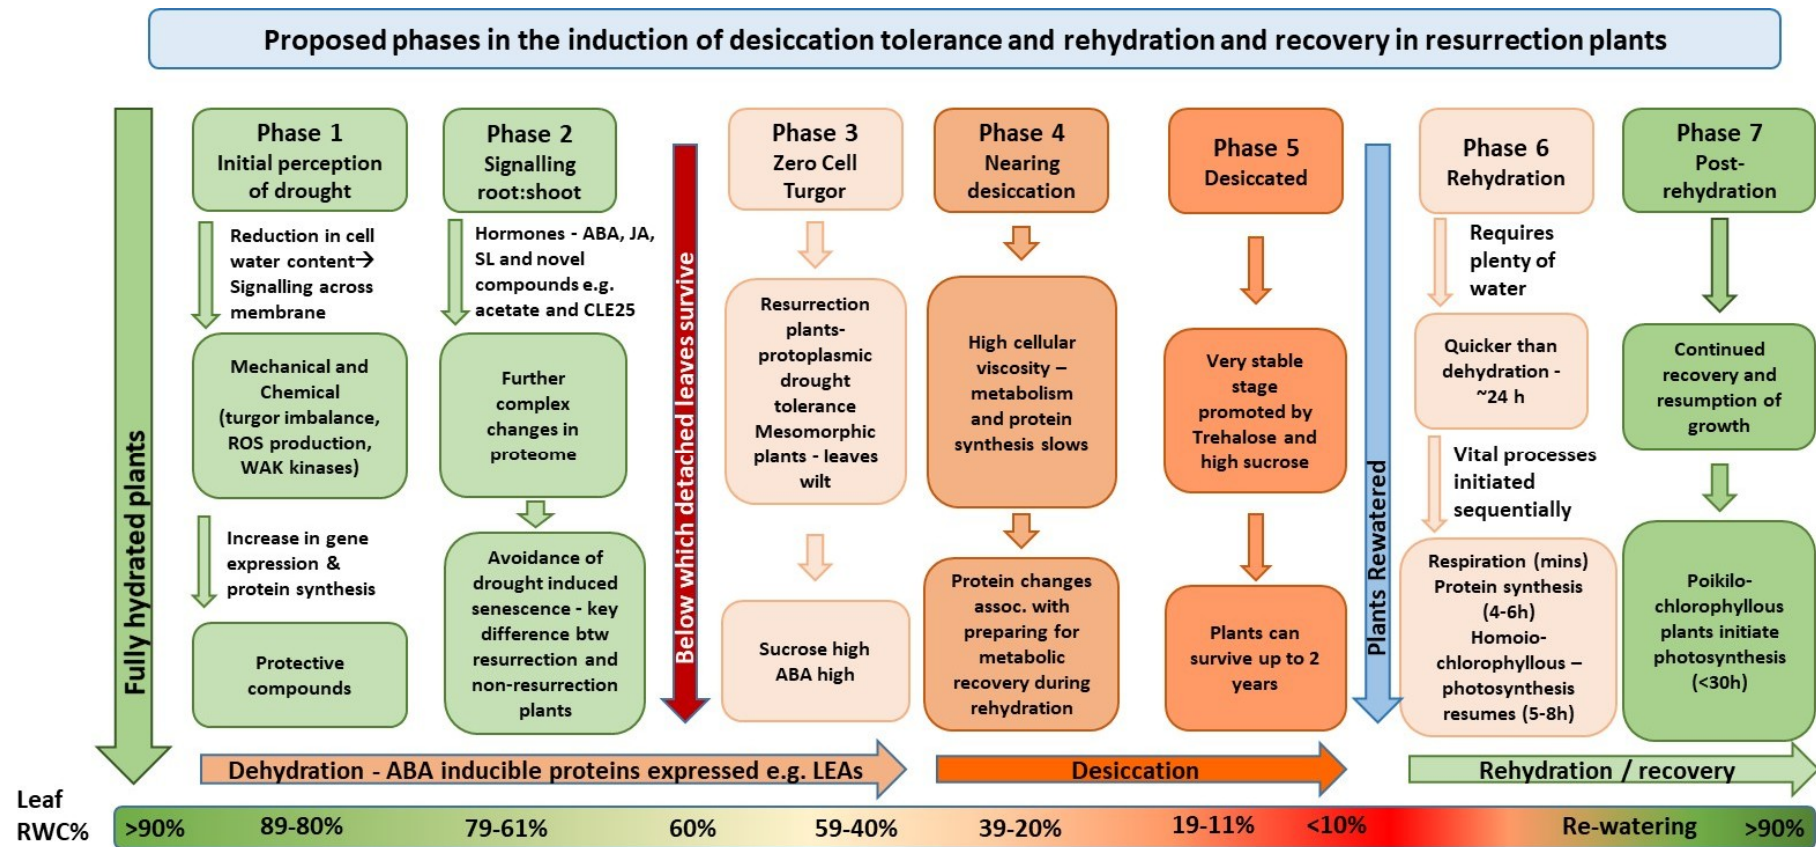 Proposed phases in the induction of desiccation tolerance and rehydration and recovery in resurrection plants
Fully hydrated plants
Phase 1
Initial perception
of drought
Reduction in cell
water content→
Signalling across
membrane
Mechanical and
Chemical
(turgor imbalance,
ROS production,
WAK kinases)
Increase in gene
expression &
protein synthesis
Protective
compounds
Phase 2
Signalling
root:shoot
Hormones - ABA, JA,
SL and novel
compounds e.g.
acetate and CLE25
Further
complex
changes in
proteome
Avoidance of
drought induced
senescence - key
difference btw
resurrection and
non-resurrection
plants
Below which detached leaves survive
Phase 3
Zero Cell
Turgor
Resurrection
plants-
protoplasmic
drought
tolerance
Mesomorphic
plants - leaves
wilt
Sucrose high
ABA high
Phase 4
Nearing
desiccation
High cellular
viscosity –
metabolism
and protein
synthesis slows
Protein changes
assoc. with
preparing for
metabolic
recovery during
rehydration
Phase 5
Desiccated
Very stable
stage
promoted by
Trehalose and
high sucrose
Plants can
survive up to 2
years
Plants Rewatered
Phase 6
Rehydration
Requires
plenty of
water
Quicker than
dehydration -
~24 h
Vital processes
initiated
sequentially
Respiration (mins)
Protein synthesis
(4-6h)
Homoio-
chlorophyllous –
photosynthesis
resumes (5-8h)
Phase 7
Post-
rehydration
Continued
recovery and
resumption of
growth
Poikilo-
chlorophyllous
plants initiate
photosynthesis
(<30h)
Dehydration - ABA inducible proteins expressed e.g. LEAs
Desiccation
Rehydration / recovery
Leaf
RWC%
>90% 89-80% 79-61% 60% 59-40% 39-20% 19-11% <10% Re-watering >90%